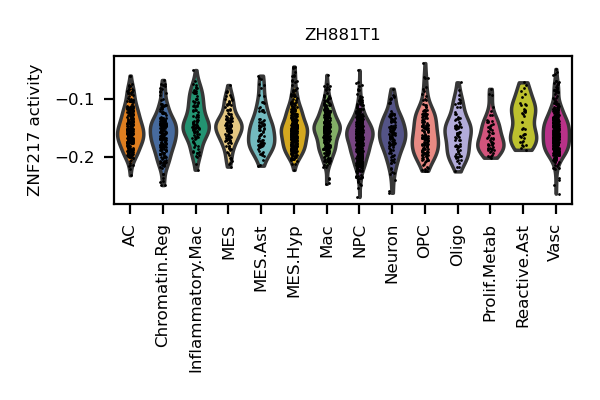 ZH881T1
ZNF217 activity
−0.1
−0.2
AC
Chromatin.Reg
Inflammatory.Mac
MES
MES.Ast
MES.Hyp
Mac
NPC
Neuron
OPC
Oligo
Prolif.Metab
Reactive.Ast
Vasc